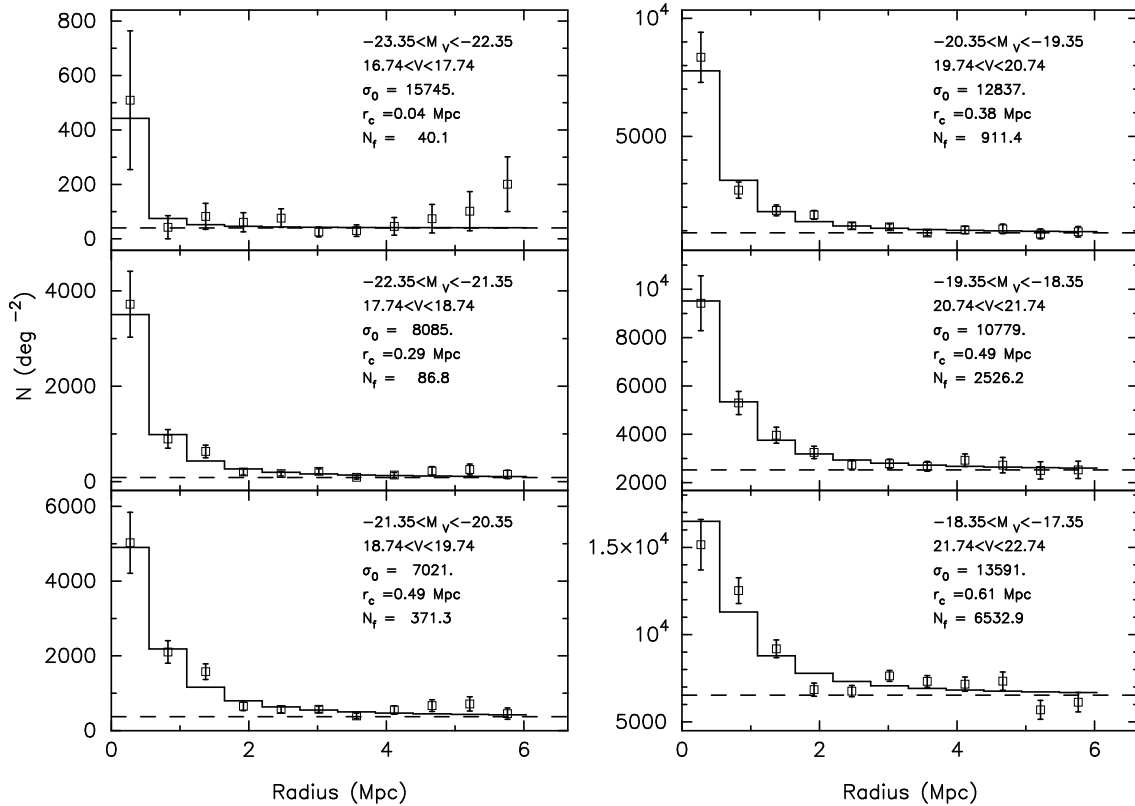 800
600
400
200
0
−23.35<M_V<−22.35
16.74<V<17.74
σ_0 = 15745.
r_c =0.04 Mpc
N_f = 40.1
4000
2000
0
−22.35<M_V<−21.35
17.74<V<18.74
σ_0 = 8085.
r_c =0.29 Mpc
N_f = 86.8
N (deg^−2)
6000
4000
2000
0
−21.35<M_V<−20.35
18.74<V<19.74
σ_0 = 7021.
r_c =0.49 Mpc
N_f = 371.3
0 2 4 6
Radius (Mpc)
10^4
5000
−20.35<M_V<−19.35
19.74<V<20.74
σ_0 = 12837.
r_c =0.38 Mpc
N_f = 911.4
10^4
8000
6000
4000
2000
−19.35<M_V<−18.35
20.74<V<21.74
σ_0 = 10779.
r_c =0.49 Mpc
N_f = 2526.2
1.5×10^4
10^4
5000
−18.35<M_V<−17.35
21.74<V<22.74
σ_0 = 13591.
r_c =0.61 Mpc
N_f = 6532.9
0 2 4 6
Radius (Mpc)